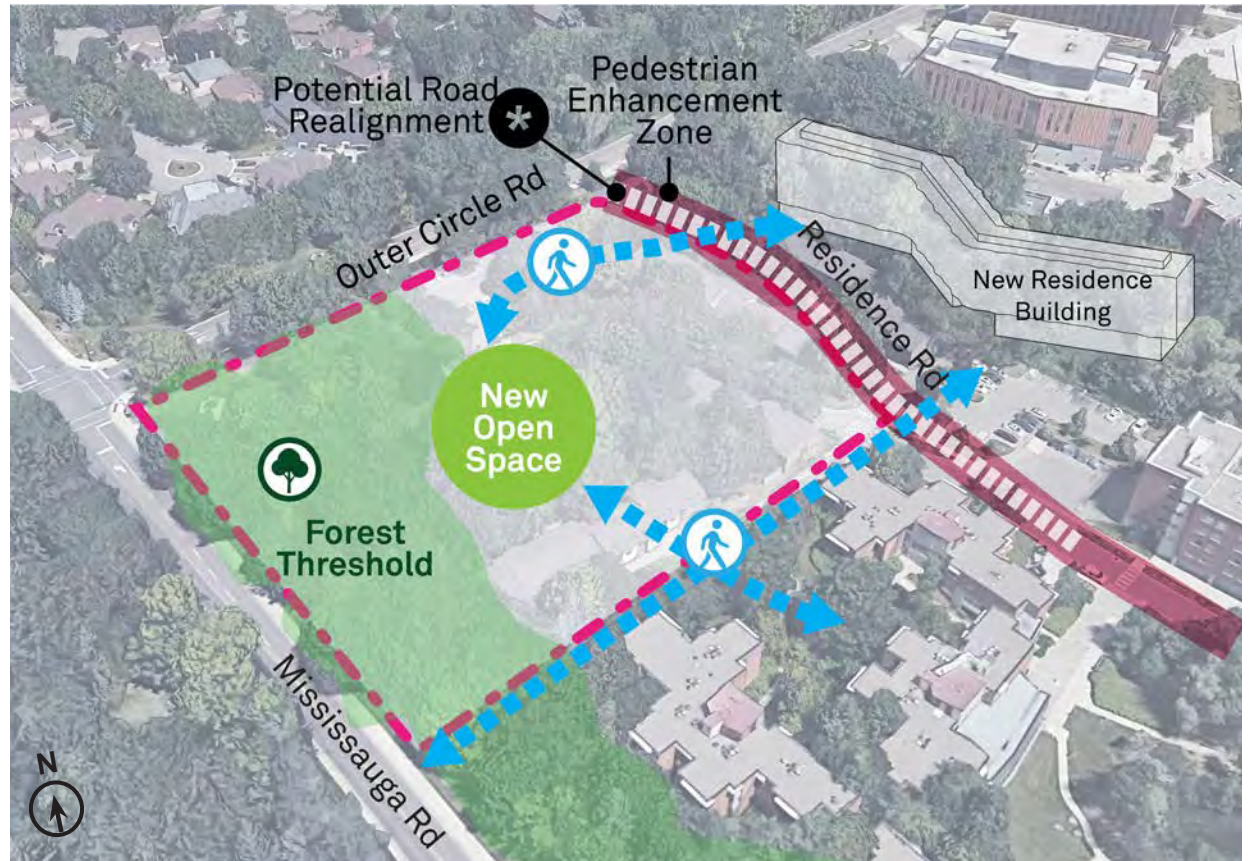 Potential Road
Realignment
*
Pedestrian
Enhancement
Zone
Outer Circle Rd
Residence Rd
New Residence
Building
New
Open
Space
Forest
Threshold
Mississauga Rd
N